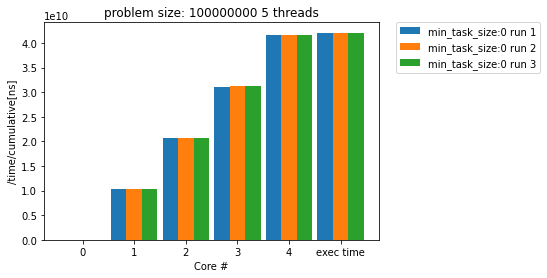 problem size: 100000000 5 threads
1e10
4.0
3.5
3.0
2.5
2.0
1.5
1.0
0.5
0.0
/time/cumulative[ns]
0 1 2 3 4 exec time
Core #
min_task_size:0 run 1
min_task_size:0 run 2
min_task_size:0 run 3